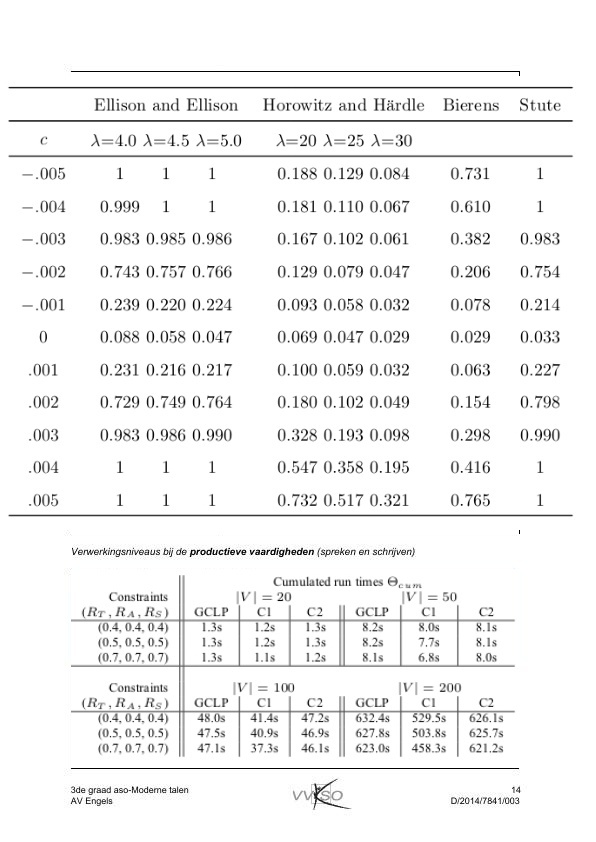 Ellison and Ellison Horowitz and Härdle Bierens Stute
c λ=4.0 λ=4.5 λ=5.0 λ=20 λ=25 λ=30
−.005 1 1 1 0.188 0.129 0.084 0.731 1
−.004 0.999 1 1 0.181 0.110 0.067 0.610 1
−.003 0.983 0.985 0.986 0.167 0.102 0.061 0.382 0.983
−.002 0.743 0.757 0.766 0.129 0.079 0.047 0.206 0.754
−.001 0.239 0.220 0.224 0.093 0.058 0.032 0.078 0.214
0 0.088 0.058 0.047 0.069 0.047 0.029 0.029 0.033
.001 0.231 0.216 0.217 0.100 0.059 0.032 0.063 0.227
.002 0.729 0.749 0.764 0.180 0.102 0.049 0.154 0.798
.003 0.983 0.986 0.990 0.328 0.193 0.098 0.298 0.990
.004 1 1 1 0.547 0.358 0.195 0.416 1
.005 1 1 1 0.732 0.517 0.321 0.765 1
Verwerkingsniveaus bij de productieve vaardigheden (spreken en schrijven)
Cumulated run times Θcum
Constraints |V| = 20 |V| = 50
(RT, RA, RS) GCLP C1 C2 GCLP C1 C2
(0.4, 0.4, 0.4) 1.3s 1.2s 1.3s 8.2s 8.0s 8.1s
(0.5, 0.5, 0.5) 1.3s 1.2s 1.3s 8.2s 7.7s 8.1s
(0.7, 0.7, 0.7) 1.3s 1.1s 1.2s 8.1s 6.8s 8.0s
Constraints |V| = 100 |V| = 200
(RT, RA, RS) GCLP C1 C2 GCLP C1 C2
(0.4, 0.4, 0.4) 48.0s 41.4s 47.2s 632.4s 529.5s 626.1s
(0.5, 0.5, 0.5) 47.5s 40.9s 46.9s 627.8s 503.8s 625.7s
(0.7, 0.7, 0.7) 47.1s 37.3s 46.1s 623.0s 458.3s 621.2s
3de graad aso-Moderne talen 14
AV Engels VVKSO D/2014/7841/003